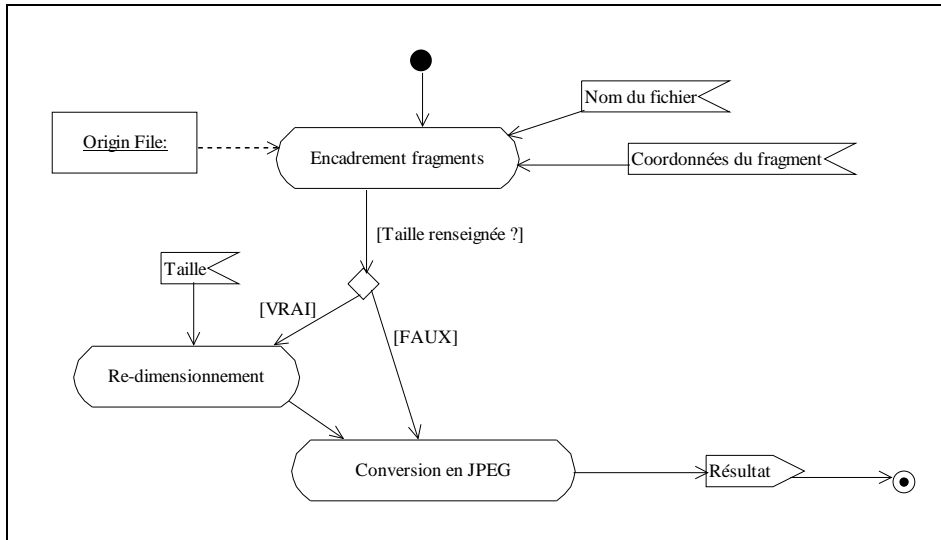 Nom du fichier
Origin File:
Encadrement fragments
Coordonnées du fragment
[Taille renseignée ?]
Taille
[VRAI]
[FAUX]
Re-dimensionnement
Conversion en JPEG
Résultat